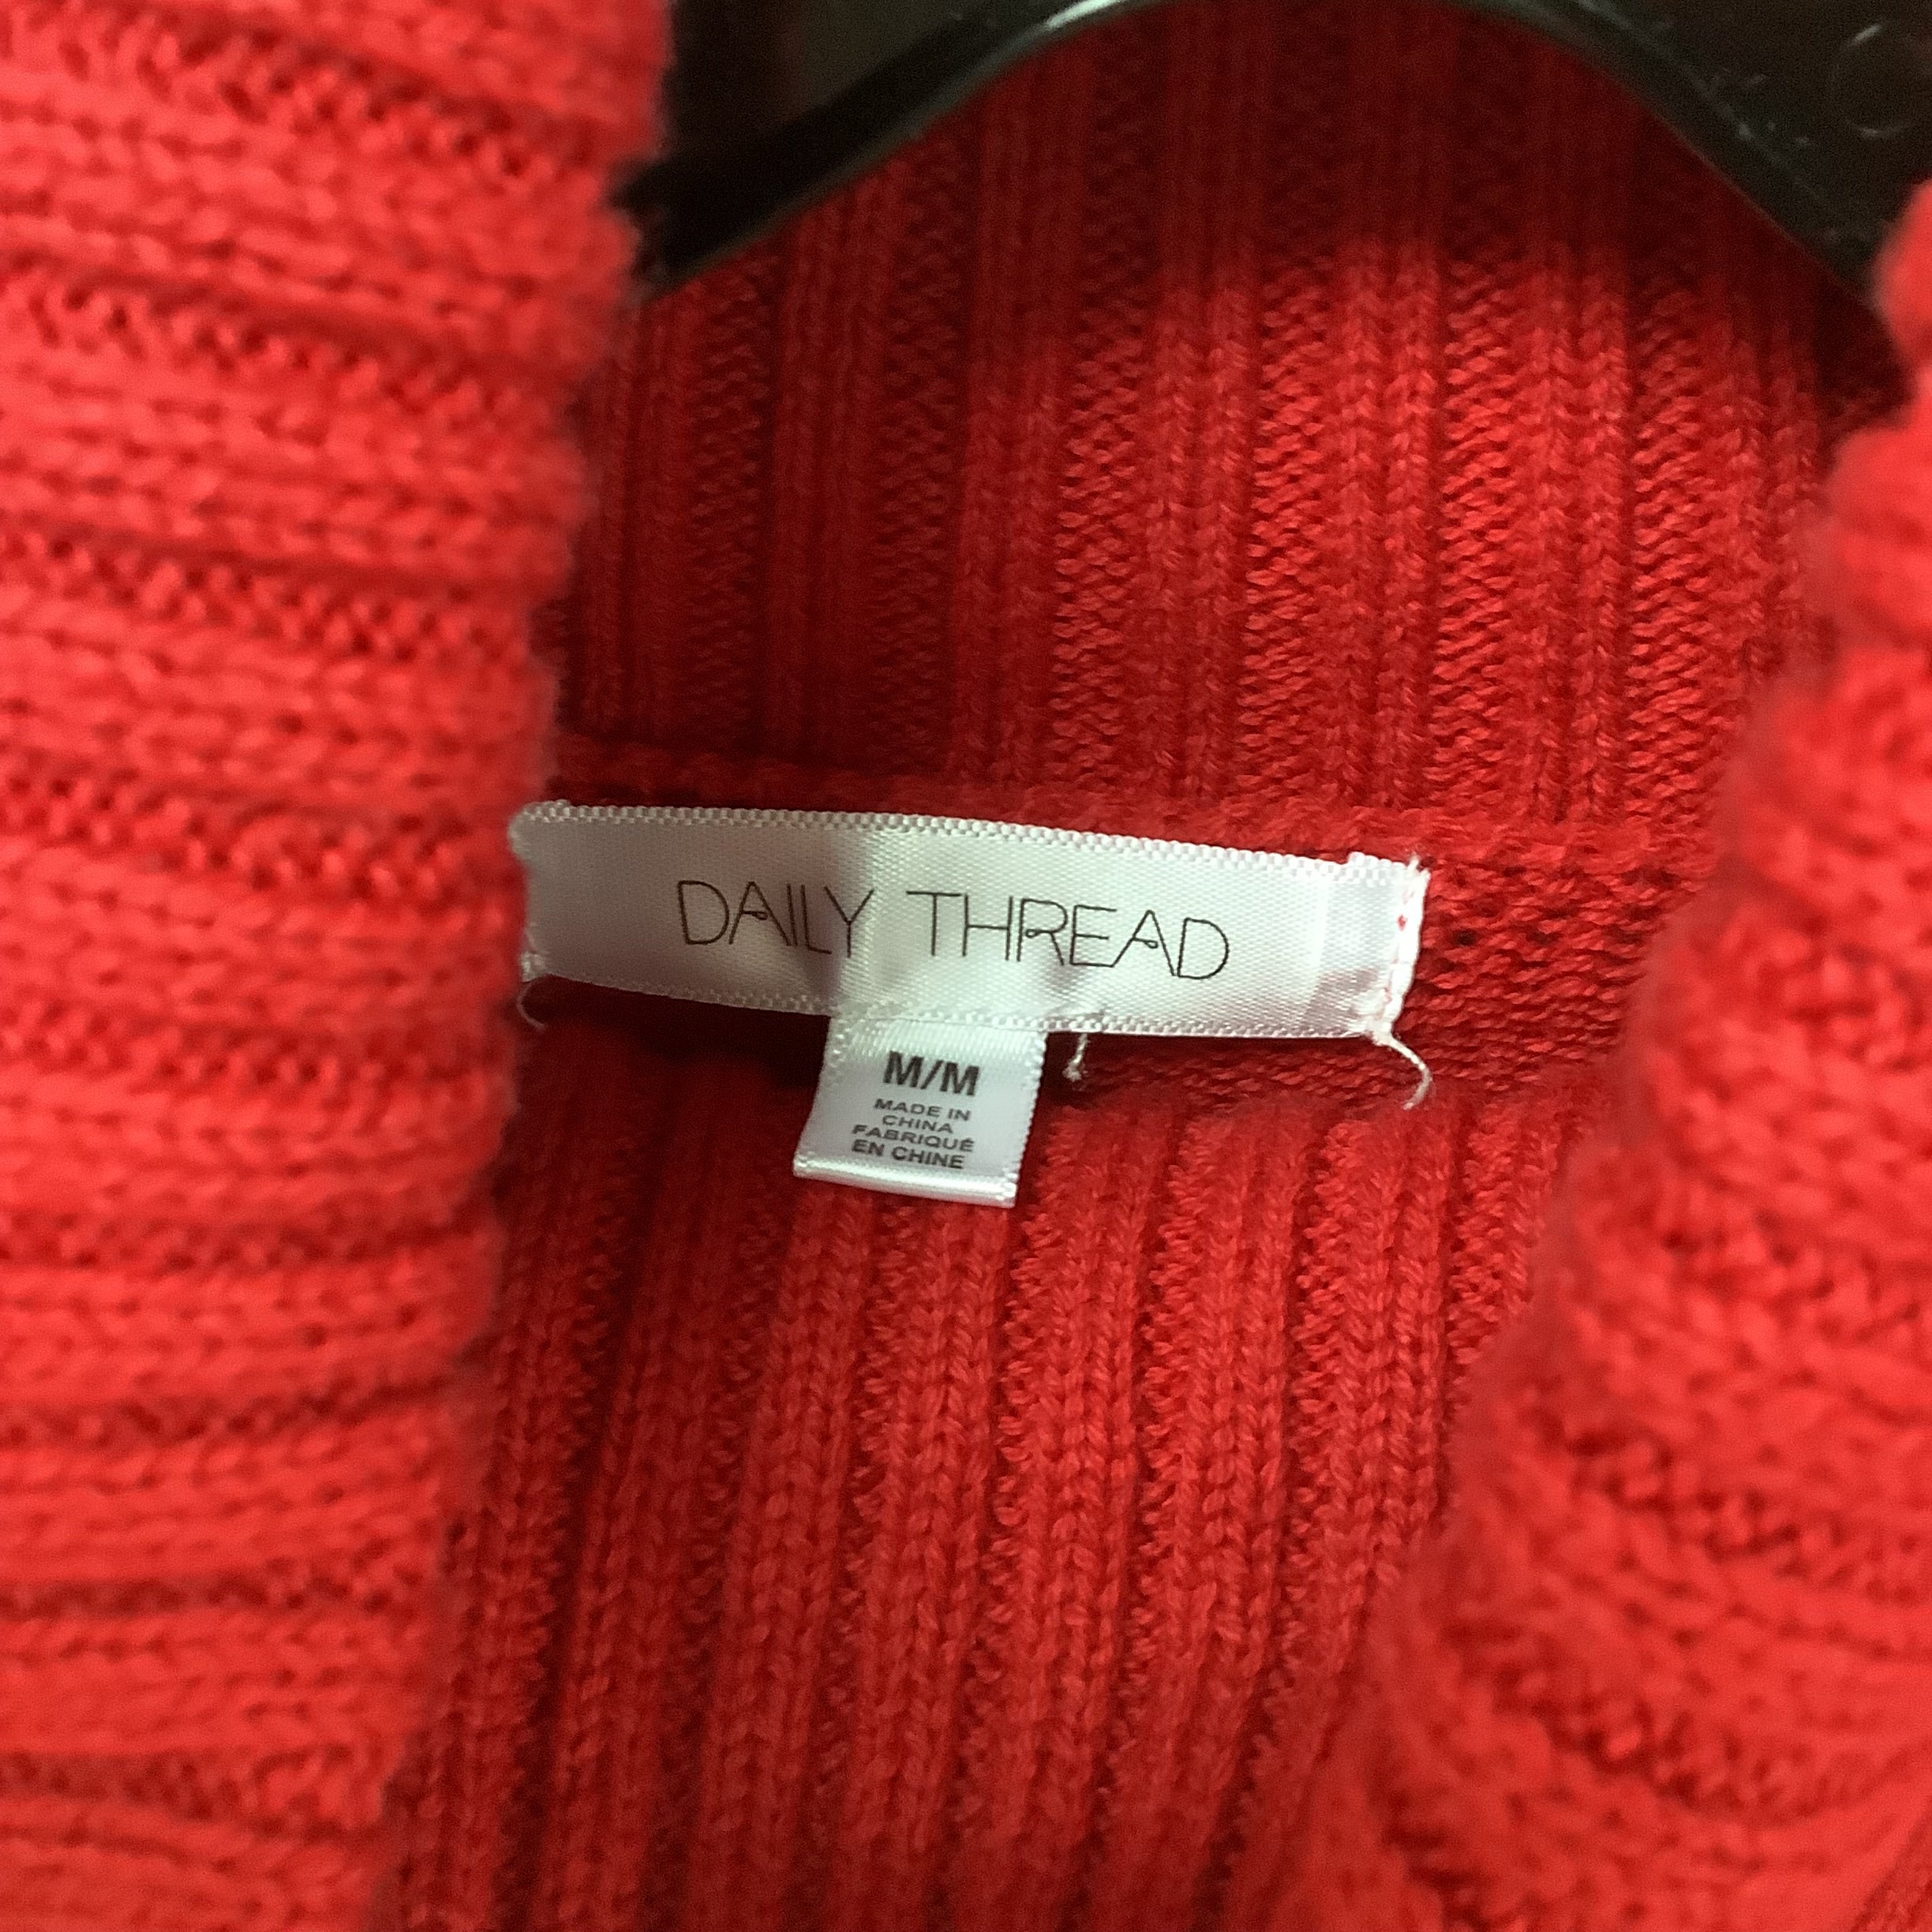 DAILY THREAD
M/M
MADE IN
CHINA
FABRIQUÉ
EN CHINE